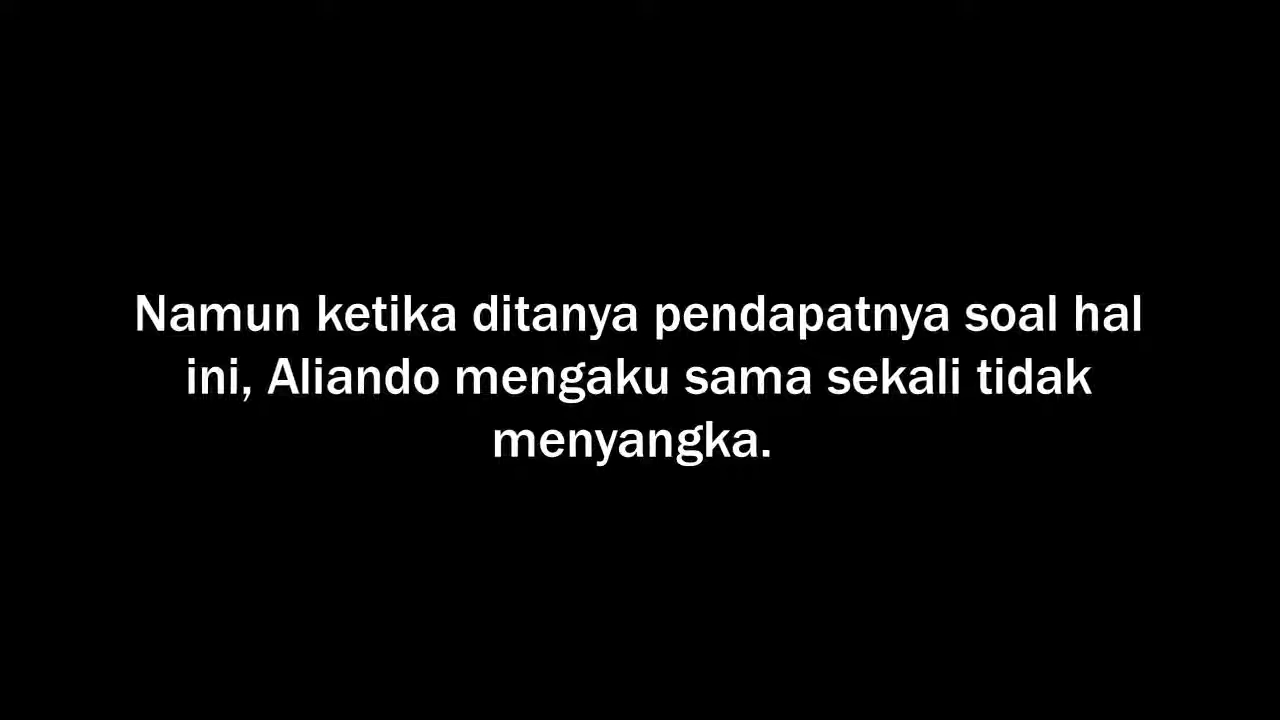 Namun ketika ditanya pendapatnya soal hal
ini, Aliando mengaku sama sekali tidak
menyangka.